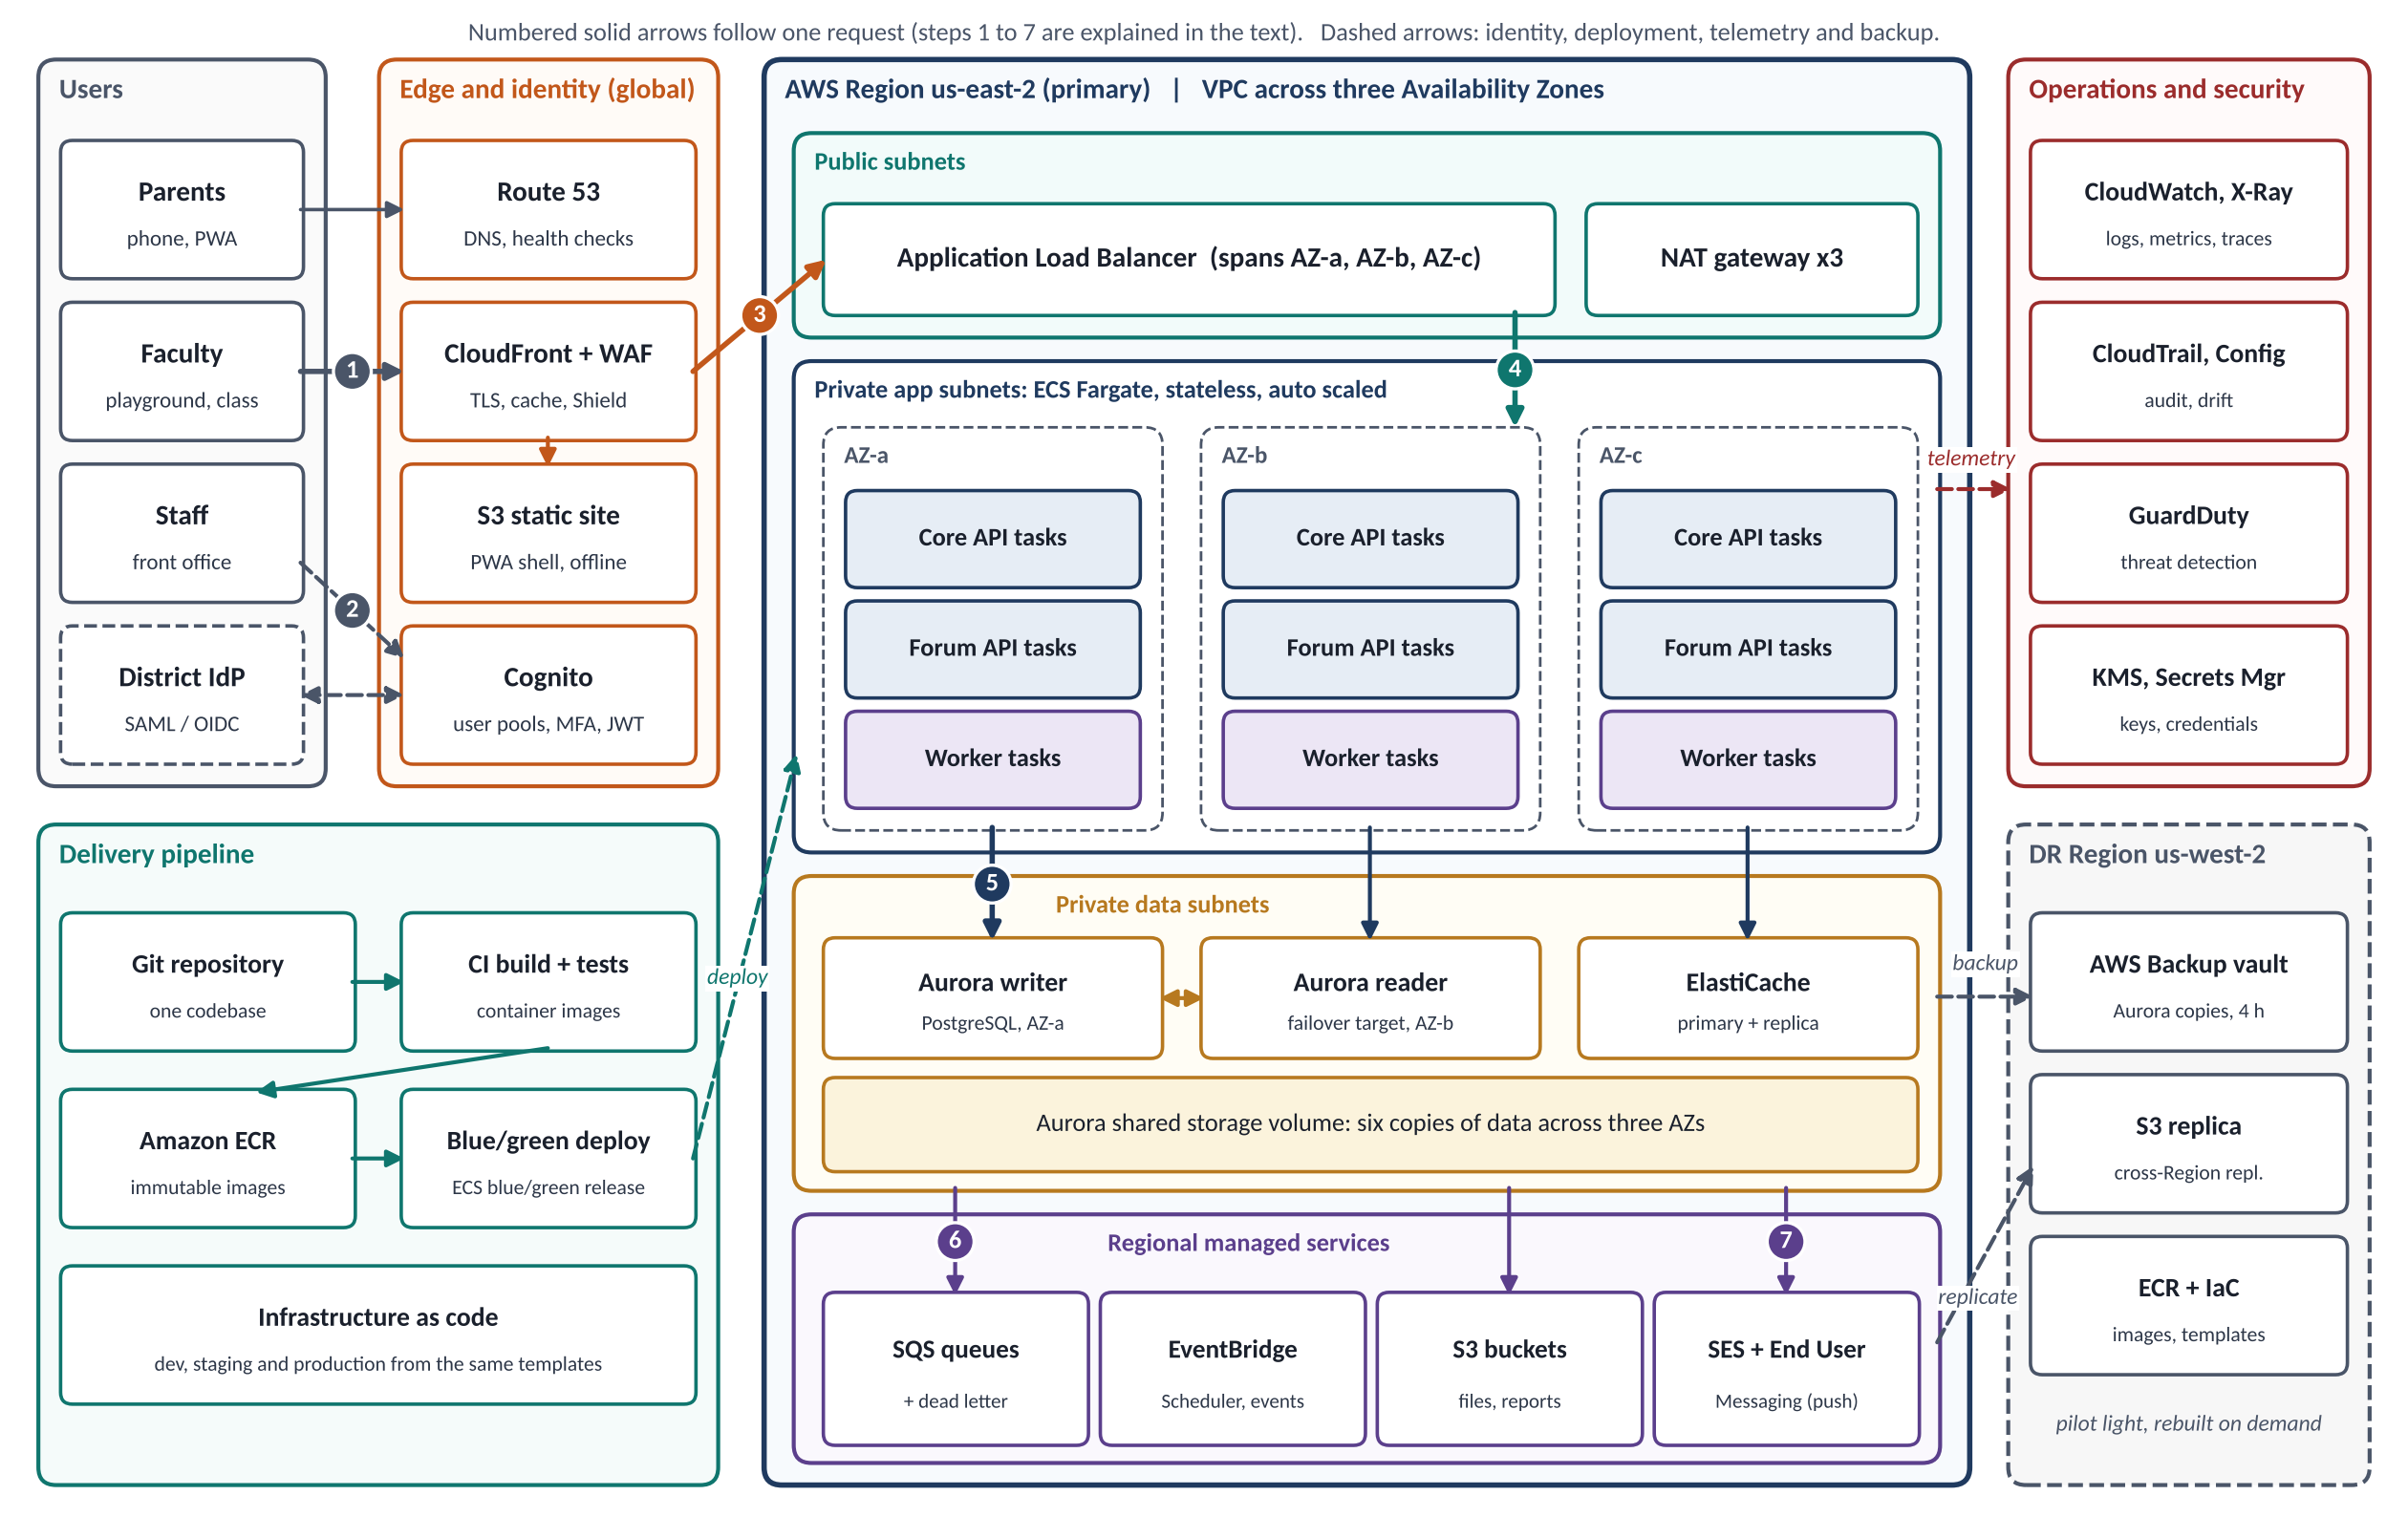 Numbered solid arrows follow one request (steps 1 to 7 are explained in the text).   Dashed arrows: identity, deployment, telemetry and backup.
Users
Parents
phone, PWA
Faculty
playground, class
Staff
front office
District IdP
SAML / OIDC
1
2
Edge and identity (global)
Route 53
DNS, health checks
CloudFront + WAF
TLS, cache, Shield
S3 static site
PWA shell, offline
Cognito
user pools, MFA, JWT
3
AWS Region us-east-2 (primary)   |   VPC across three Availability Zones
Public subnets
Application Load Balancer  (spans AZ-a, AZ-b, AZ-c)
NAT gateway x3
4
Private app subnets: ECS Fargate, stateless, auto scaled
AZ-a
Core API tasks
Forum API tasks
Worker tasks
AZ-b
Core API tasks
Forum API tasks
Worker tasks
AZ-c
Core API tasks
Forum API tasks
Worker tasks
5
Private data subnets
Aurora writer
PostgreSQL, AZ-a
Aurora reader
failover target, AZ-b
ElastiCache
primary + replica
Aurora shared storage volume: six copies of data across three AZs
6
Regional managed services
7
SQS queues
+ dead letter
EventBridge
Scheduler, events
S3 buckets
files, reports
SES + End User
Messaging (push)
telemetry
Operations and security
CloudWatch, X-Ray
logs, metrics, traces
CloudTrail, Config
audit, drift
GuardDuty
threat detection
KMS, Secrets Mgr
keys, credentials
Delivery pipeline
Git repository
one codebase
CI build + tests
container images
Amazon ECR
immutable images
Blue/green deploy
ECS blue/green release
Infrastructure as code
dev, staging and production from the same templates
deploy
backup
replicate
DR Region us-west-2
AWS Backup vault
Aurora copies, 4 h
S3 replica
cross-Region repl.
ECR + IaC
images, templates
pilot light, rebuilt on demand